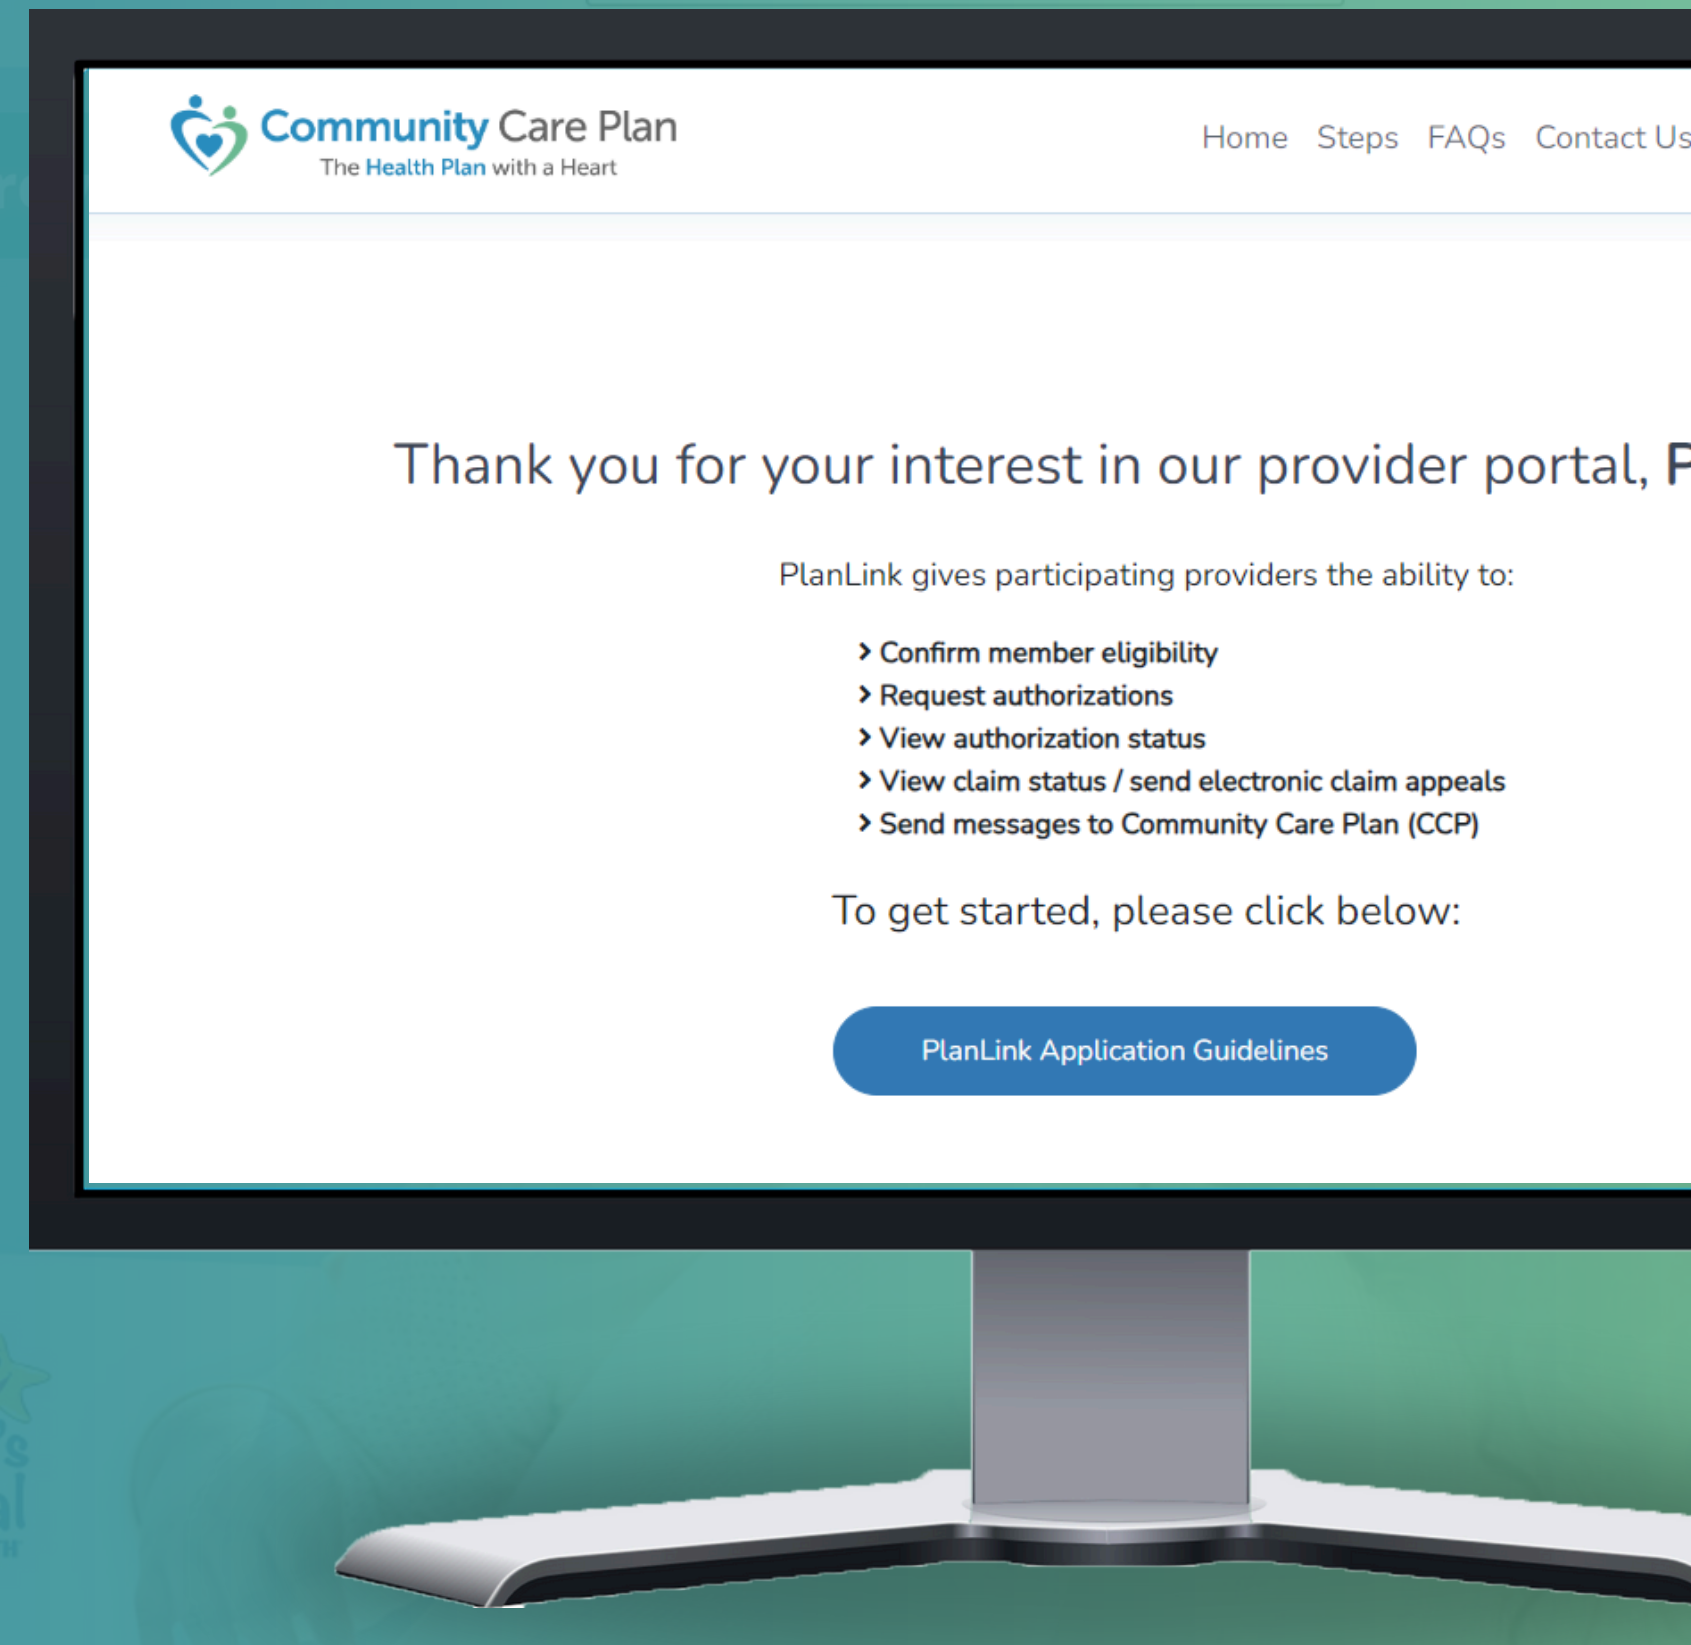 Community Care Plan
The Health Plan with a Heart
Home Steps FAQs Contact Us
Thank you for your interest in our provider portal, P
PlanLink gives participating providers the ability to:
> Confirm member eligibility
> Request authorizations
> View authorization status
> View claim status / send electronic claim appeals
> Send messages to Community Care Plan (CCP)
To get started, please click below:
PlanLink Application Guidelines